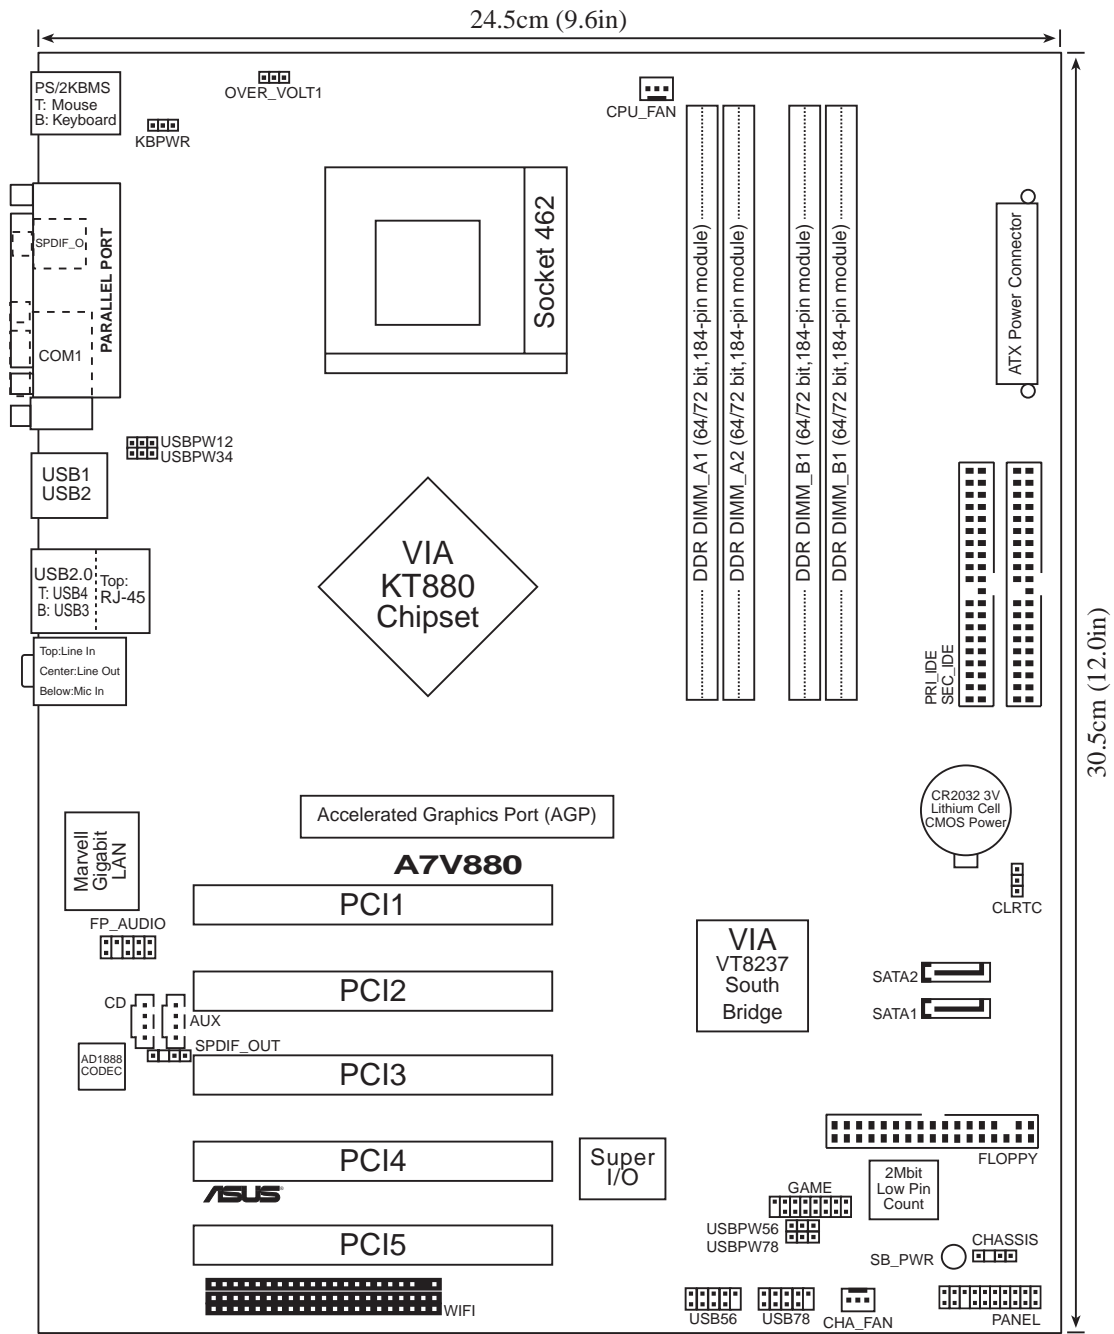 24.5cm (9.6in)
PS/2KBMS
T: Mouse
B: Keyboard
KBPWR
OVER_VOLT1
CPU_FAN
SPDIF_O
PARALLEL PORT
COM1
Socket 462
DDR DIMM_A1 (64/72 bit,184-pin module)
DDR DIMM_A2 (64/72 bit,184-pin module)
DDR DIMM_B1 (64/72 bit,184-pin module)
DDR DIMM_B1 (64/72 bit,184-pin module)
ATX Power Connector
USBPW12
USBPW34
USB1
USB2
USB2.0
T: USB4
B: USB3
Top:
RJ-45
VIA
KT880
Chipset
Top:Line In
Center:Line Out
Below:Mic In
PRI_IDE
SEC_IDE
30.5cm (12.0in)
CR2032 3V
Lithium Cell
CMOS Power
Accelerated Graphics Port (AGP)
A7V880
Marvell
Gigabit
LAN
CLRTC
PCI1
FP_AUDIO
VIA
VT8237
South
Bridge
SATA2
SATA1
PCI2
CD
AUX
SPDIF_OUT
AD1888
CODEC
PCI3
FLOPPY
PCI4
Super
I/O
2Mbit
Low Pin
Count
ASUS
GAME
USBPW56
USBPW78
PCI5
SB_PWR
CHASSIS
WIFI
USB56
USB78
CHA_FAN
PANEL